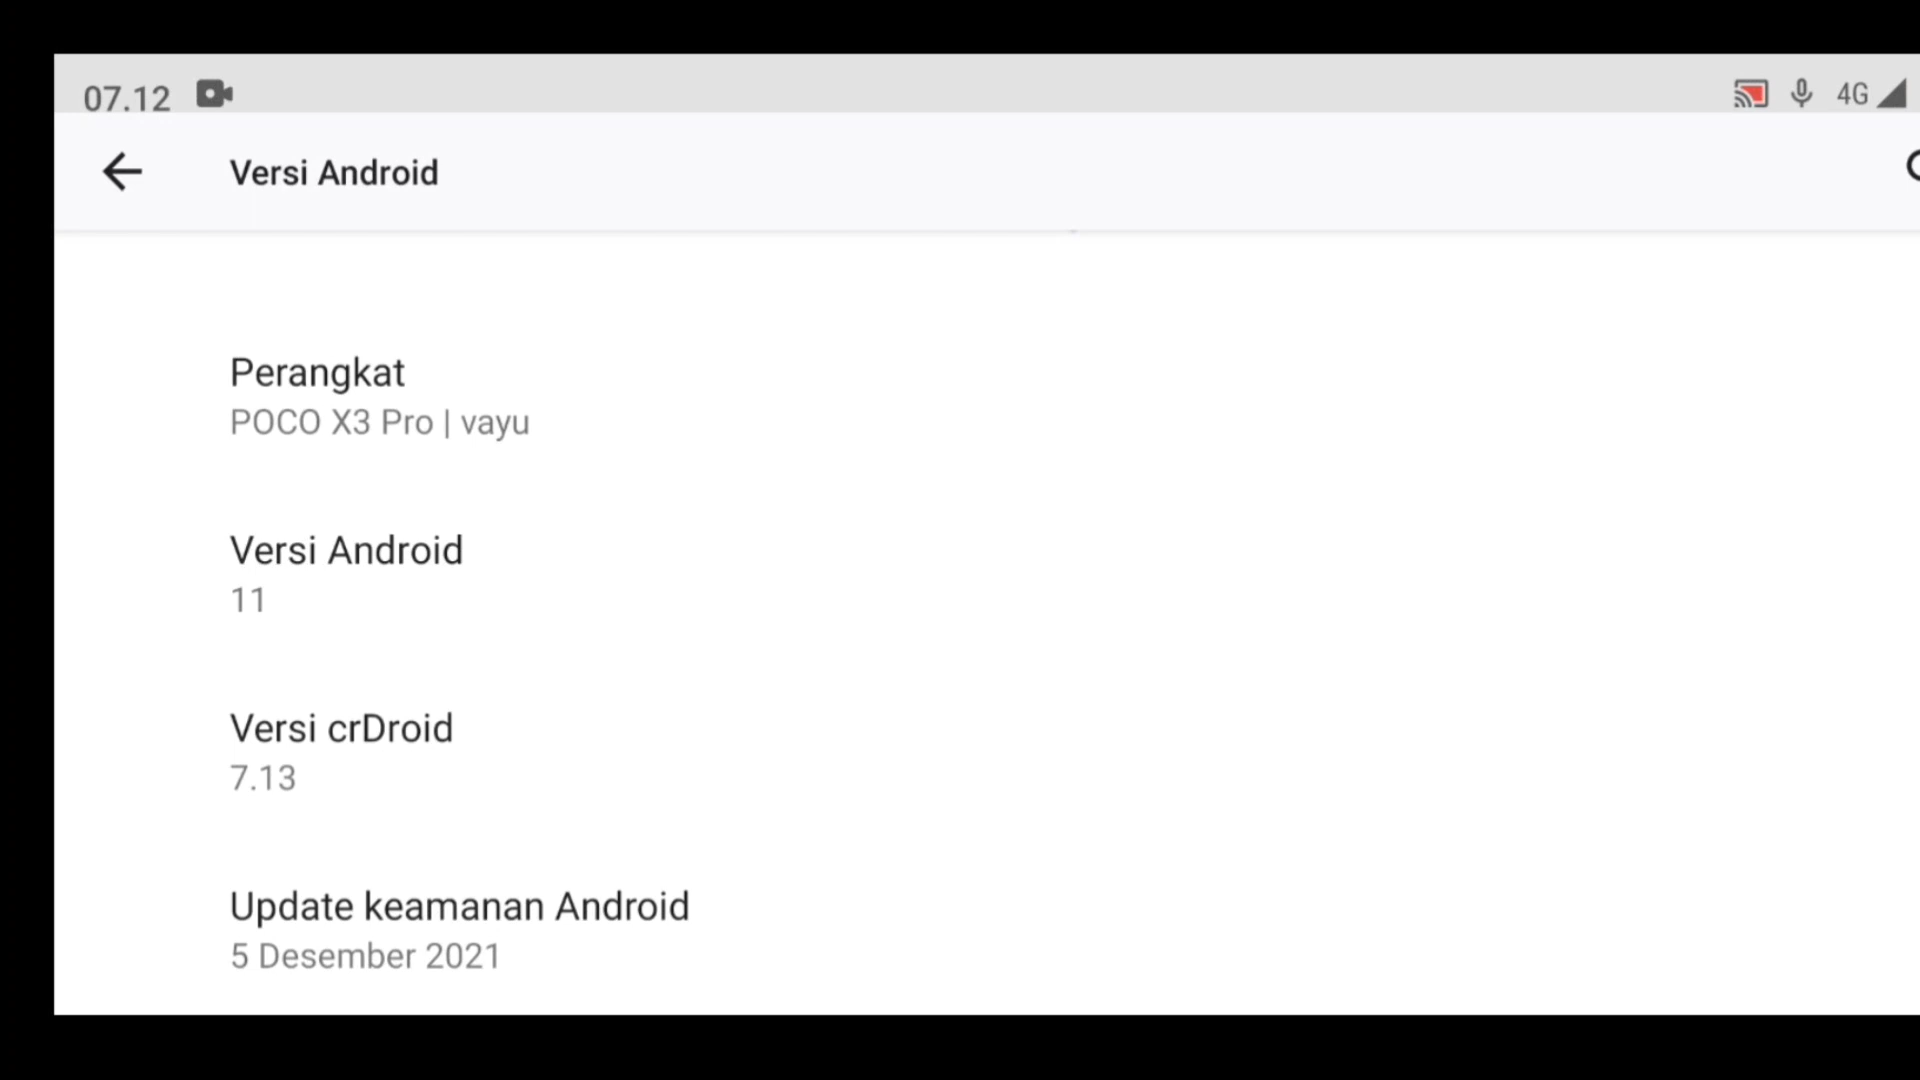 07.12
4G
Versi Android
Perangkat
POCO X3 Pro | vayu
Versi Android
11
Versi crDroid
7.13
Update keamanan Android
5 Desember 2021